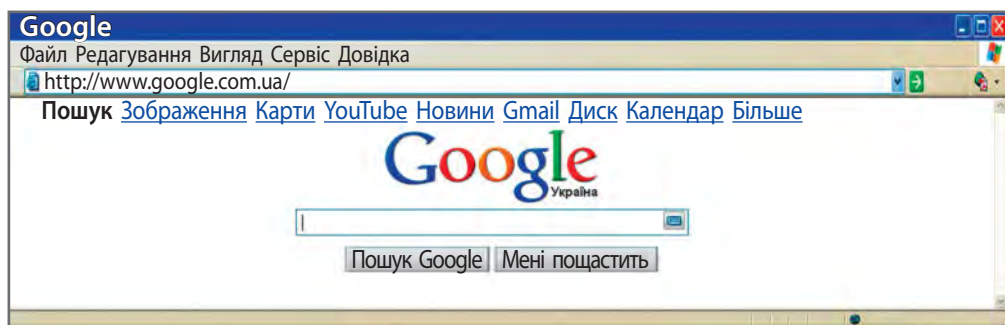 Google
Файл Редагування Вигляд Сервіс Довідка
http://www.google.com.ua/
Пошук Зображення Карти YouTube Новини Gmail Диск Календар Більше
Google
Україна
Пошук Google Мені пощастить